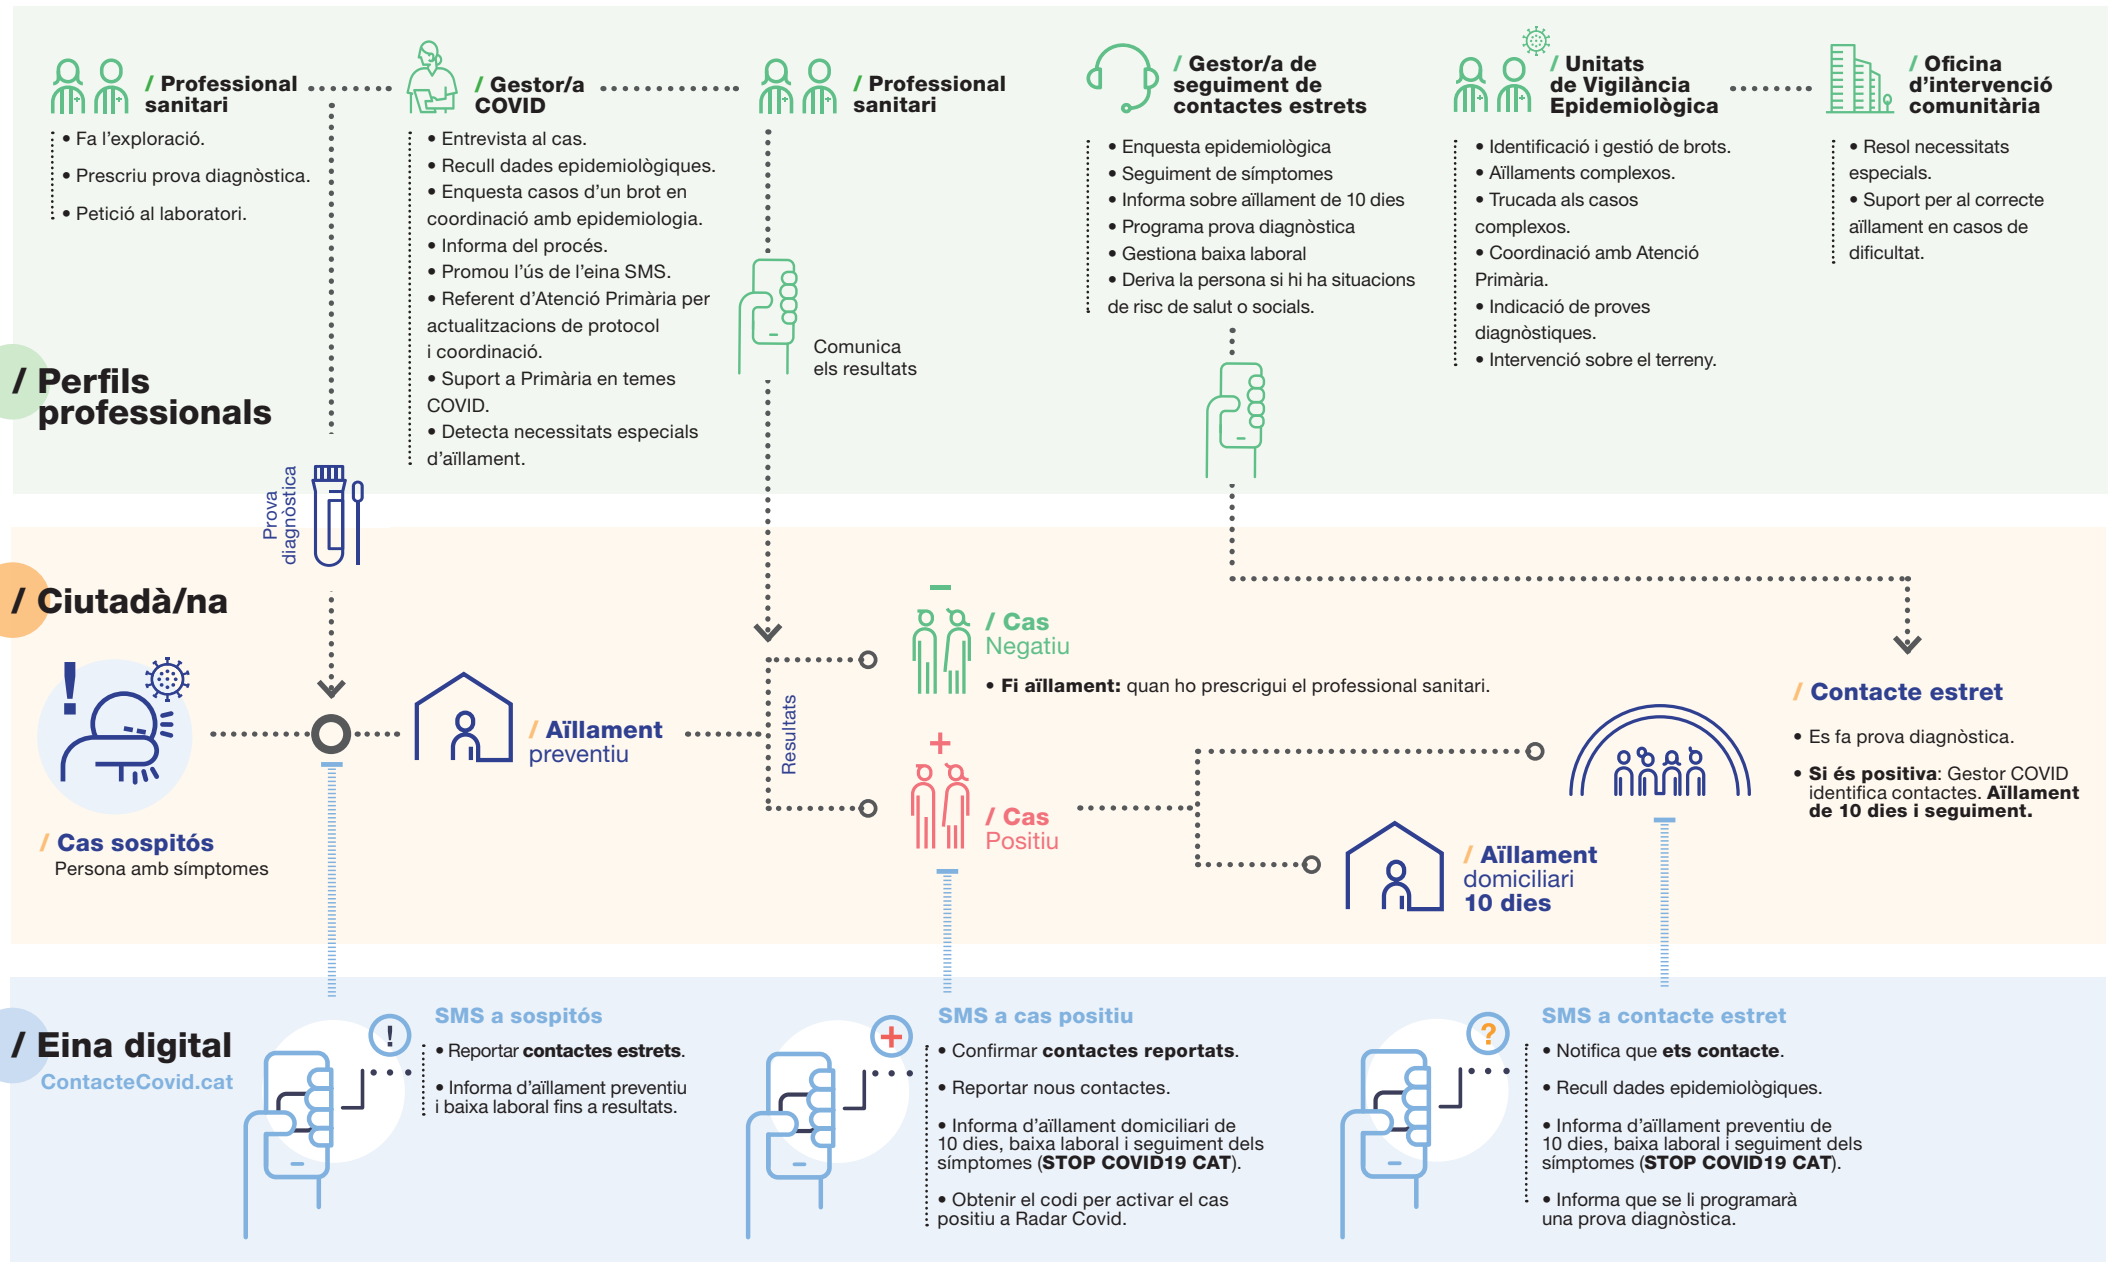 / Professional
sanitari
• Fa l’exploració.
• Prescriu prova diagnòstica.
• Petició al laboratori.
/ Gestor/a
COVID
• Entrevista al cas.
• Recull dades epidemiològiques.
• Enquesta casos d’un brot en
coordinació amb epidemiologia.
• Informa del procés.
• Promou l’ús de l’eina SMS.
• Referent d’Atenció Primària per
actualitzacions de protocol
i coordinació.
• Suport a Primària en temes
COVID.
• Detecta necessitats especials
d’aïllament.
/ Professional
sanitari
Comunica
els resultats
/ Gestor/a de
seguiment de
contactes estrets
• Enquesta epidemiològica
• Seguiment de símptomes
• Informa sobre aïllament de 10 dies
• Programa prova diagnòstica
• Gestiona baixa laboral
• Deriva la persona si hi ha situacions
de risc de salut o socials.
/ Unitats
de Vigilància
Epidemiològica
• Identificació i gestió de brots.
• Aïllaments complexos.
• Trucada als casos
complexos.
• Coordinació amb Atenció
Primària.
• Indicació de proves
diagnòstiques.
• Intervenció sobre el terreny.
/ Oficina
d’intervenció
comunitària
• Resol necessitats
especials.
• Suport per al correcte
aïllament en casos de
dificultat.
/ Perfils
professionals
Prova
diagnòstica
/ Ciutadà/na
/ Cas sospitós
Persona amb símptomes
/ Aïllament
preventiu
Resultats
/ Cas
Negatiu
• Fi aïllament: quan ho prescrigui el professional sanitari.
/ Cas
Positiu
/ Aïllament
domiciliari
10 dies
/ Contacte estret
• Es fa prova diagnòstica.
• Si és positiva: Gestor COVID
identifica contactes. Aïllament
de 10 dies i seguiment.
/ Eina digital
ContacteCovid.cat
SMS a sospitós
• Reportar contactes estrets.
• Informa d’aïllament preventiu
i baixa laboral fins a resultats.
SMS a cas positiu
• Confirmar contactes reportats.
• Reportar nous contactes.
• Informa d’aïllament domiciliari de
10 dies, baixa laboral i seguiment dels
símptomes (STOP COVID19 CAT).
• Obtenir el codi per activar el cas
positiu a Radar Covid.
SMS a contacte estret
• Notifica que ets contacte.
• Recull dades epidemiològiques.
• Informa d’aïllament preventiu de
10 dies, baixa laboral i seguiment dels
símptomes (STOP COVID19 CAT).
• Informa que se li programarà
una prova diagnòstica.